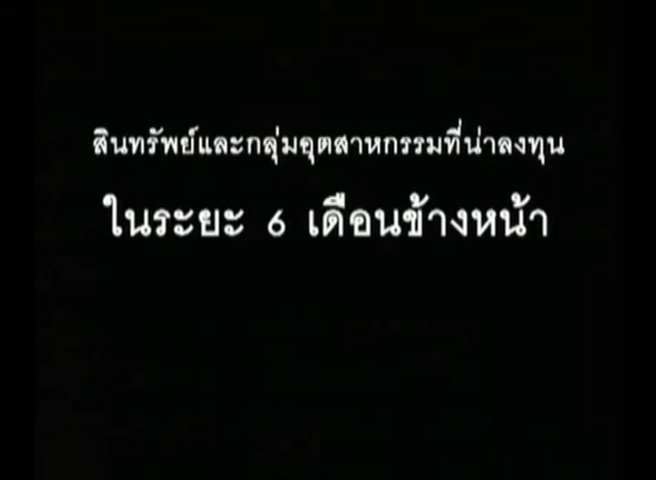 สินทรัพย์และกลุ่มอุตสาหกรรมที่น่าลงทุน
ในระยะ 6 เดือนข้างหน้า